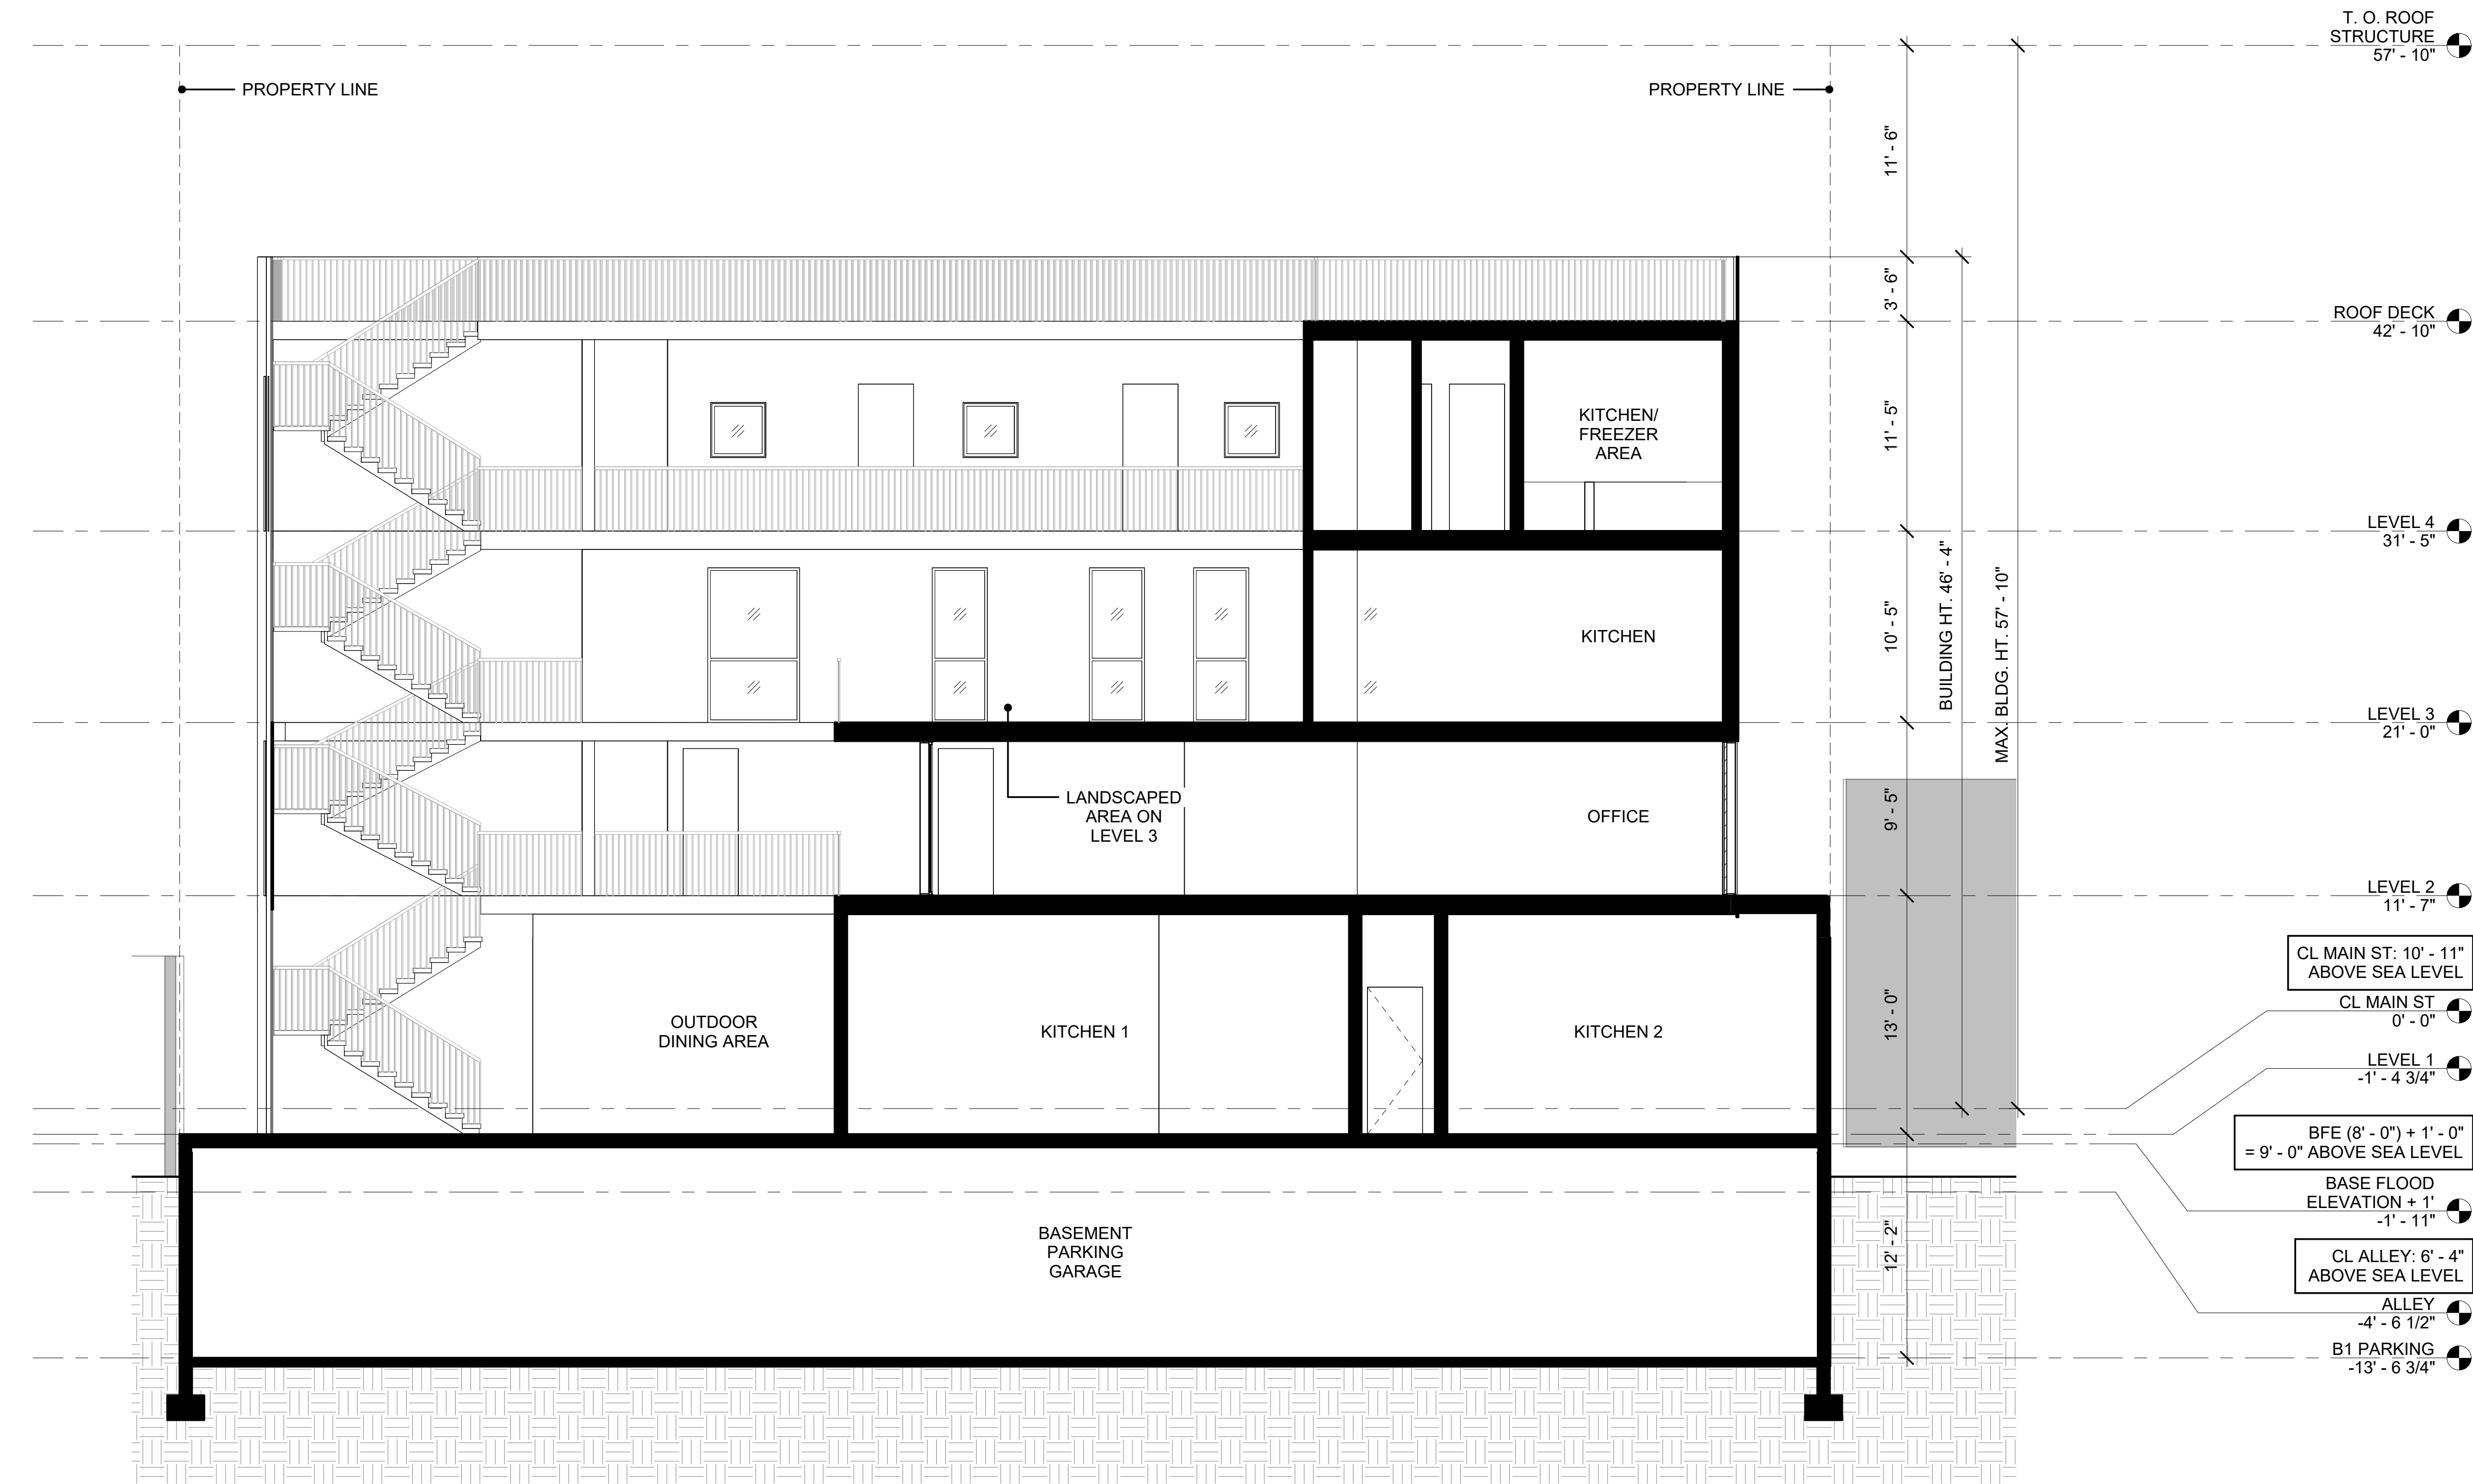 T. O. ROOF
STRUCTURE
57' - 10"
PROPERTY LINE
PROPERTY LINE
11' - 6"
3' - 6"
ROOF DECK
42' - 10"
KITCHEN/
FREEZER
AREA
11' - 5"
LEVEL 4
31' - 5"
KITCHEN
10' - 5"
BUILDING HT. 46' - 4"
MAX. BLDG. HT. 57' - 10"
LEVEL 3
21' - 0"
LANDSCAPED
AREA ON
LEVEL 3
OFFICE
9' - 5"
LEVEL 2
11' - 7"
CL MAIN ST: 10' - 11"
ABOVE SEA LEVEL
CL MAIN ST
0' - 0"
OUTDOOR
DINING AREA
KITCHEN 1
KITCHEN 2
13' - 0"
LEVEL 1
-1' - 4 3/4"
BFE (8' - 0") + 1' - 0"
= 9' - 0" ABOVE SEA LEVEL
BASE FLOOD
ELEVATION + 1'
-1' - 11"
BASEMENT
PARKING
GARAGE
12' - 2"
CL ALLEY: 6' - 4"
ABOVE SEA LEVEL
ALLEY
-4' - 6 1/2"
B1 PARKING
-13' - 6 3/4"